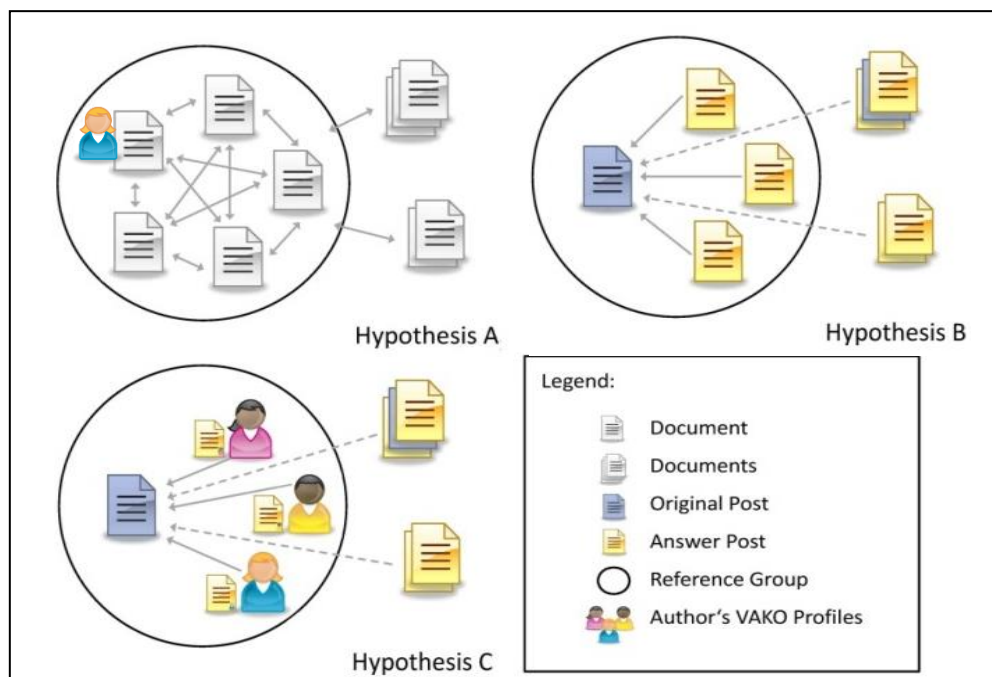 Hypothesis A
Hypothesis B
Hypothesis C
Legend:
Document
Documents
Original Post
Answer Post
Reference Group
Author‘s VAKO Profiles